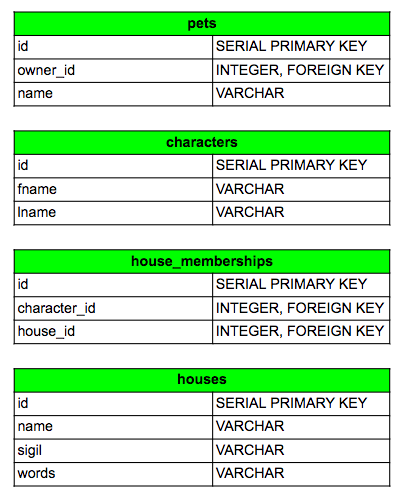 pets
id SERIAL PRIMARY KEY
owner_id INTEGER, FOREIGN KEY
name VARCHAR
characters
id SERIAL PRIMARY KEY
fname VARCHAR
lname VARCHAR
house_memberships
id SERIAL PRIMARY KEY
character_id INTEGER, FOREIGN KEY
house_id INTEGER, FOREIGN KEY
houses
id SERIAL PRIMARY KEY
name VARCHAR
sigil VARCHAR
words VARCHAR